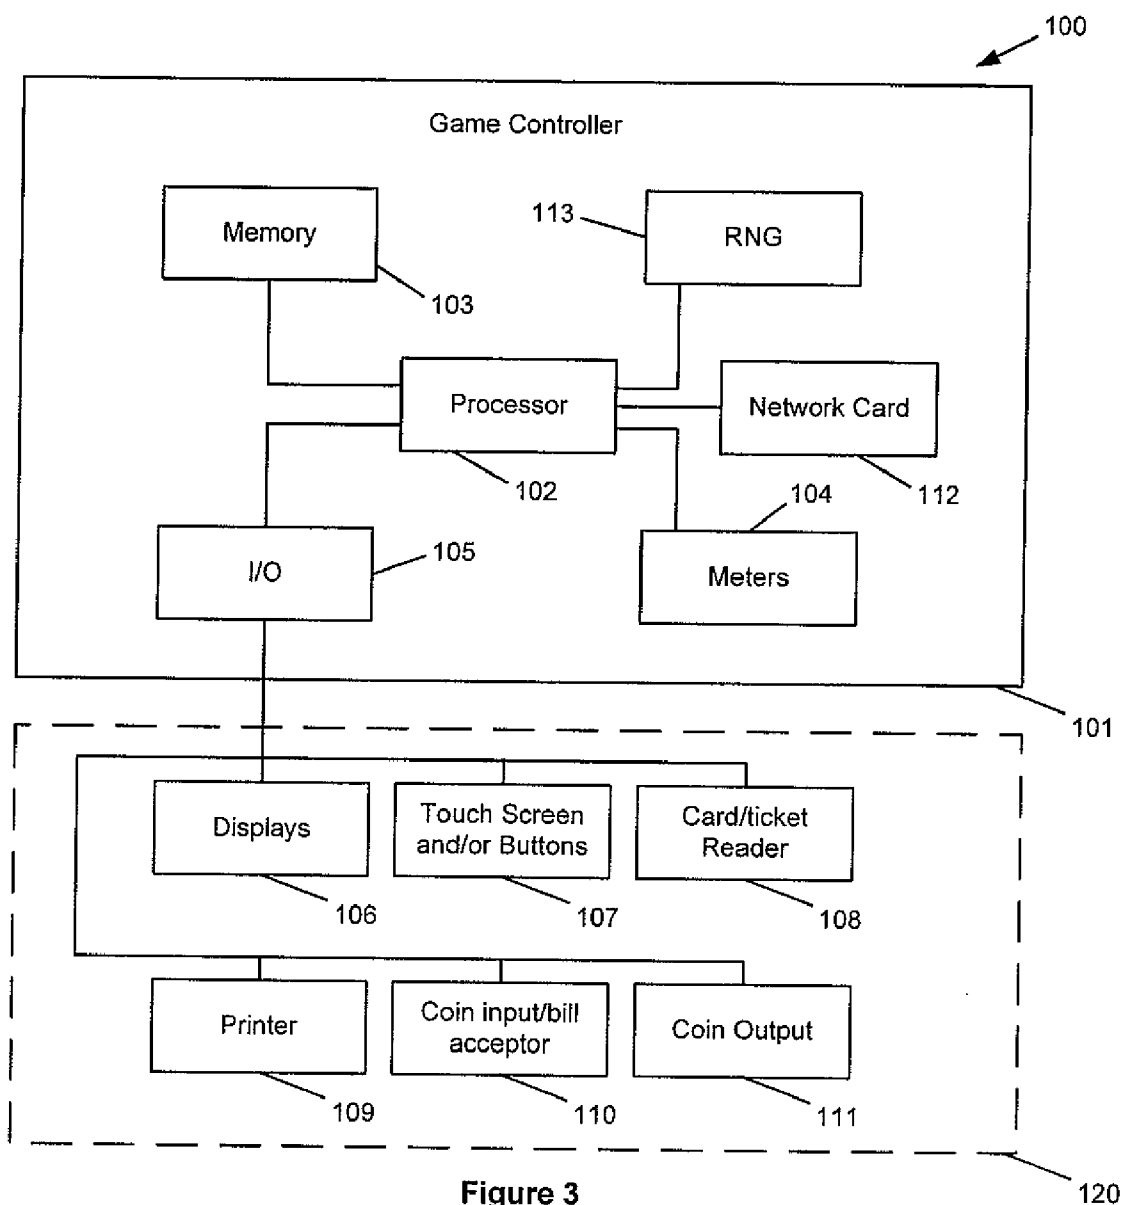 100
Game Controller
Memory
113
RNG
103
Processor
Network Card
102
104
112
105
I/O
Meters
101
Displays
Touch Screen
and/or Buttons
Card/ticket
Reader
106
107
108
Printer
Coin input/bill
acceptor
Coin Output
109
110
111
120
Figure 3